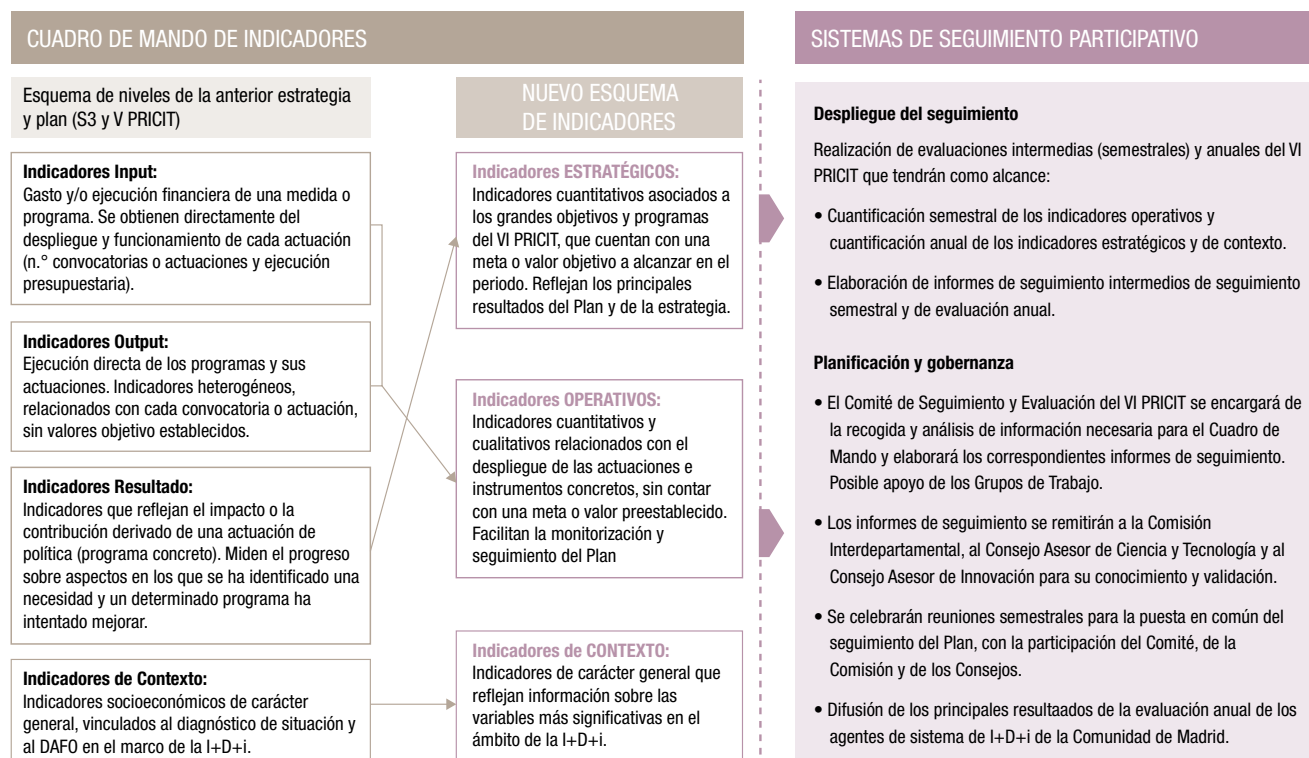 CUADRO DE MANDO DE INDICADORES
Esquema de niveles de la anterior estrategia
y plan (S3 y V PRICIT)
Indicadores Input:
Gasto y/o ejecución financiera de una medida o
programa. Se obtienen directamente del
despliegue y funcionamiento de cada actuación
(n.° convocatorias o actuaciones y ejecución
presupuestaria).
Indicadores Output:
Ejecución directa de los programas y sus
actuaciones. Indicadores heterogéneos,
relacionados con cada convocatoria o actuación,
sin valores objetivo establecidos.
Indicadores Resultado:
Indicadores que reflejan el impacto o la
contribución derivado de una actuación de
política (programa concreto). Miden el progreso
sobre aspectos en los que se ha identificado una
necesidad y un determinado programa ha
intentado mejorar.
Indicadores de Contexto:
Indicadores socioeconómicos de carácter
general, vinculados al diagnóstico de situación y
al DAFO en el marco de la I+D+i.
NUEVO ESQUEMA
DE INDICADORES
Indicadores ESTRATÉGICOS:
Indicadores cuantitativos asociados a
los grandes objetivos y programas
del VI PRICIT, que cuentan con una
meta o valor objetivo a alcanzar en el
periodo. Reflejan los principales
resultados del Plan y de la estrategia.
Indicadores OPERATIVOS:
Indicadores cuantitativos y
cualitativos relacionados con el
despliegue de las actuaciones e
instrumentos concretos, sin contar
con una meta o valor preestablecido.
Facilitan la monitorización y
seguimiento del Plan
Indicadores de CONTEXTO:
Indicadores de carácter general que
reflejan información sobre las
variables más significativas en el
ámbito de la I+D+i.
SISTEMAS DE SEGUIMIENTO PARTICIPATIVO
Despliegue del seguimiento
Realización de evaluaciones intermedias (semestrales) y anuales del VI
PRICIT que tendrán como alcance:
• Cuantificación semestral de los indicadores operativos y
cuantificación anual de los indicadores estratégicos y de contexto.
• Elaboración de informes de seguimiento intermedios de seguimiento
semestral y de evaluación anual.
Planificación y gobernanza
• El Comité de Seguimiento y Evaluación del VI PRICIT se encargará de
la recogida y análisis de información necesaria para el Cuadro de
Mando y elaborará los correspondientes informes de seguimiento.
Posible apoyo de los Grupos de Trabajo.
• Los informes de seguimiento se remitirán a la Comisión
Interdepartamental, al Consejo Asesor de Ciencia y Tecnología y al
Consejo Asesor de Innovación para su conocimiento y validación.
• Se celebrarán reuniones semestrales para la puesta en común del
seguimiento del Plan, con la participación del Comité, de la
Comisión y de los Consejos.
• Difusión de los principales resultaados de la evaluación anual de los
agentes de sistema de I+D+i de la Comunidad de Madrid.